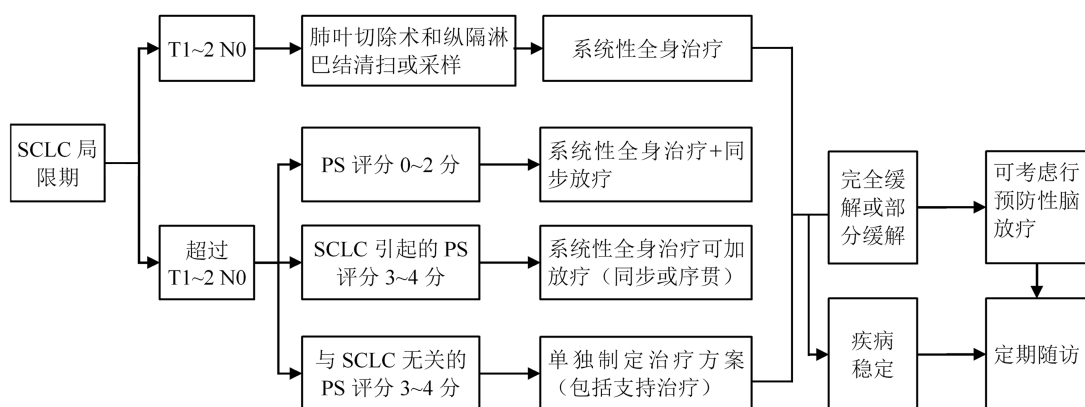 T1~2 N0
肺叶切除术和纵隔淋
巴结清扫或采样
系统性全身治疗
SCLC 局
限期
PS 评分 0~2 分
系统性全身治疗+同
步放疗
完全缓
解或部
分缓解
可考虑行
预防性脑
放疗
超过
T1~2 N0
SCLC 引起的 PS
评分 3~4 分
系统性全身治疗可加
放疗（同步或序贯）
与 SCLC 无关的
PS 评分 3~4 分
单独制定治疗方案
（包括支持治疗）
疾病
稳定
定期随访